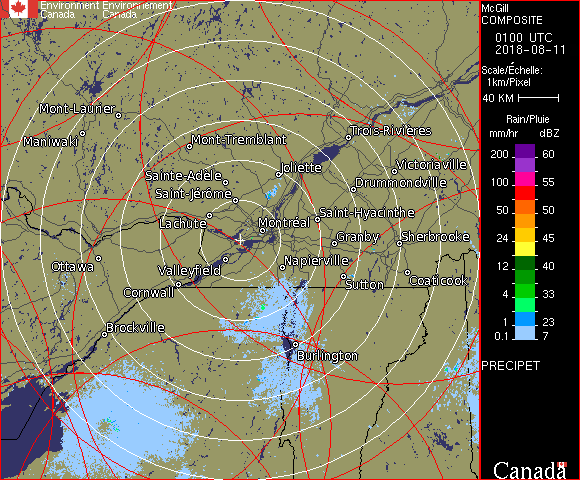 Environment Environnement
Canada Canada
McGill
COMPOSITE
0100 UTC
2018-08-11
Scale/Échelle:
1km/Pixel
40 KM
Rain/Pluie
mm/hr dBZ
200 60
100 55
50 50
24 45
12 40
4 33
1 23
0.1 7
PRECIPET
Canada
Mont-Laurier
Maniwaki
Mont-Tremblant
Trois-Rivières
Joliette
Victoriaville
Sainte-Adèle
Drummondville
Saint-Jérôme
Saint-Hyacinthe
Lachute
Montréal
Granby
Sherbrooke
Ottawa
Valleyfield
Napierville
Cornwall
Sutton
Coaticook
Brockville
Burlington